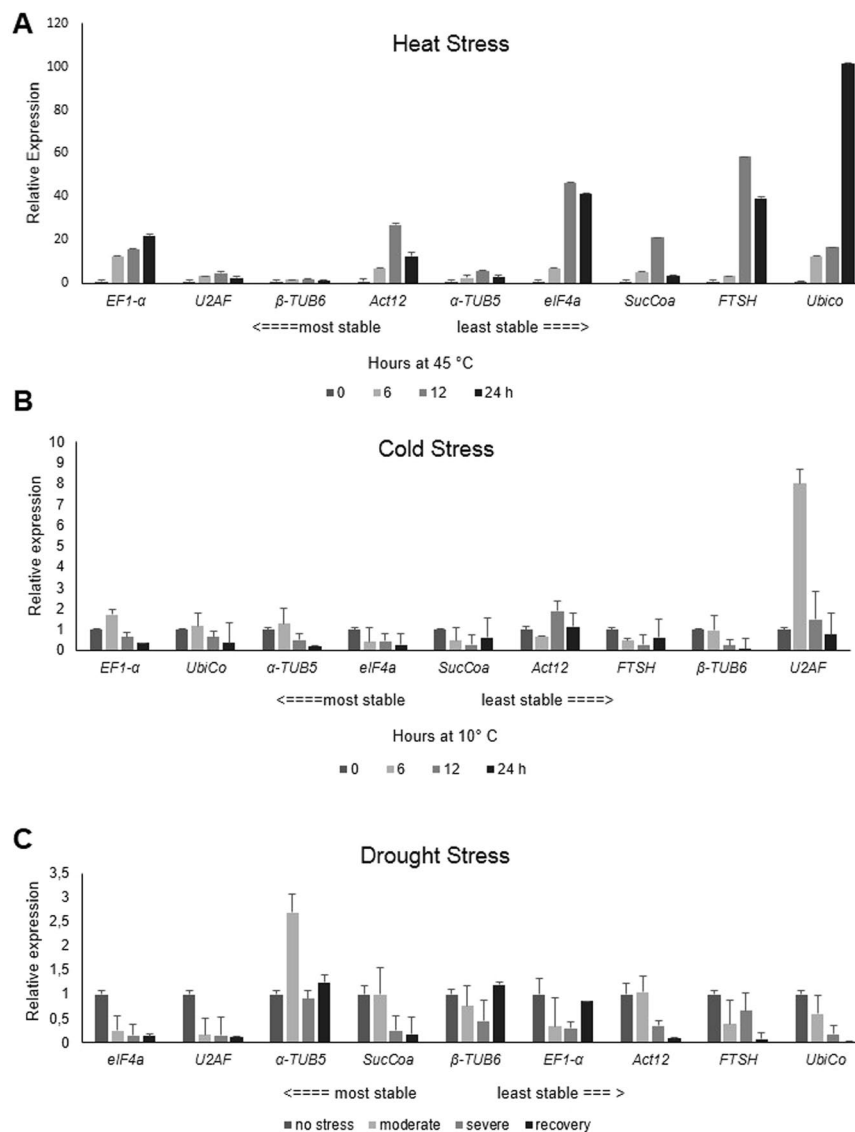 A
Heat Stress
Relative Expression
120
100
80
60
40
20
0
EF1-α U2AF β-TUB6 Act12 α-TUB5 eIF4a SucCoa FTSH Ubico
<====most stable least stable ====>
Hours at 45 °C
0 6 12 24 h
B
Cold Stress
Relative expression
10
9
8
7
6
5
4
3
2
1
0
EF1-α UbiCo α-TUB5 eIF4a SucCoa Act12 FTSH β-TUB6 U2AF
<====most stable least stable ====>
Hours at 10° C
0 6 12 24 h
C
Drought Stress
Relative expression
3,5
3
2,5
2
1,5
1
0,5
0
eIF4a U2AF α-TUB5 SucCoa β-TUB6 EF1-α Act12 FTSH UbiCo
<==== most stable least stable === >
no stress moderate severe recovery